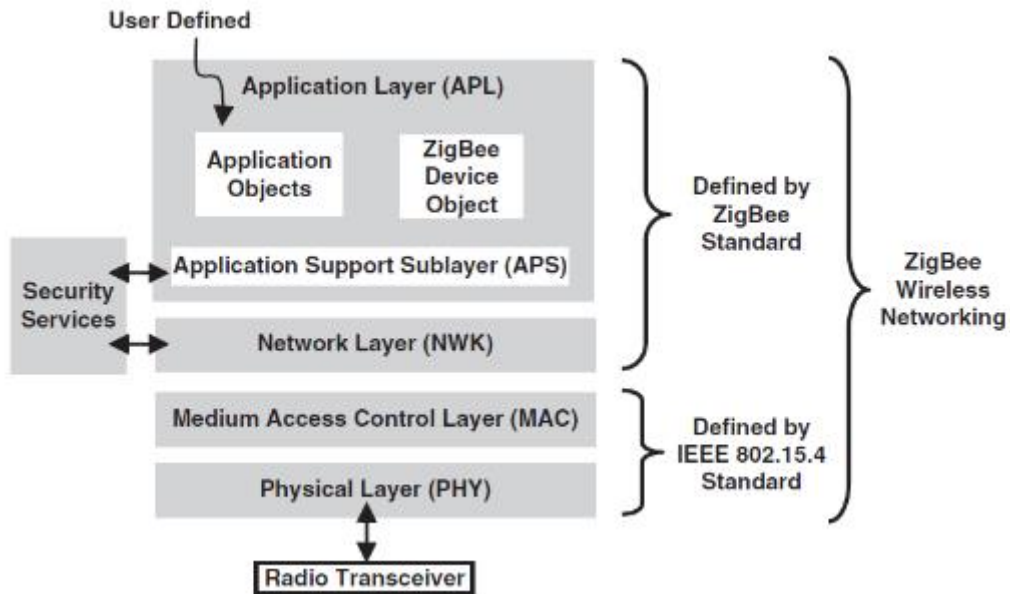 User Defined
Application Layer (APL)
Application
Objects
ZigBee
Device
Object
Application Support Sublayer (APS)
Security
Services
Network Layer (NWK)
Medium Access Control Layer (MAC)
Physical Layer (PHY)
Radio Transceiver
Defined by
ZigBee
Standard
Defined by
IEEE 802.15.4
Standard
ZigBee
Wireless
Networking